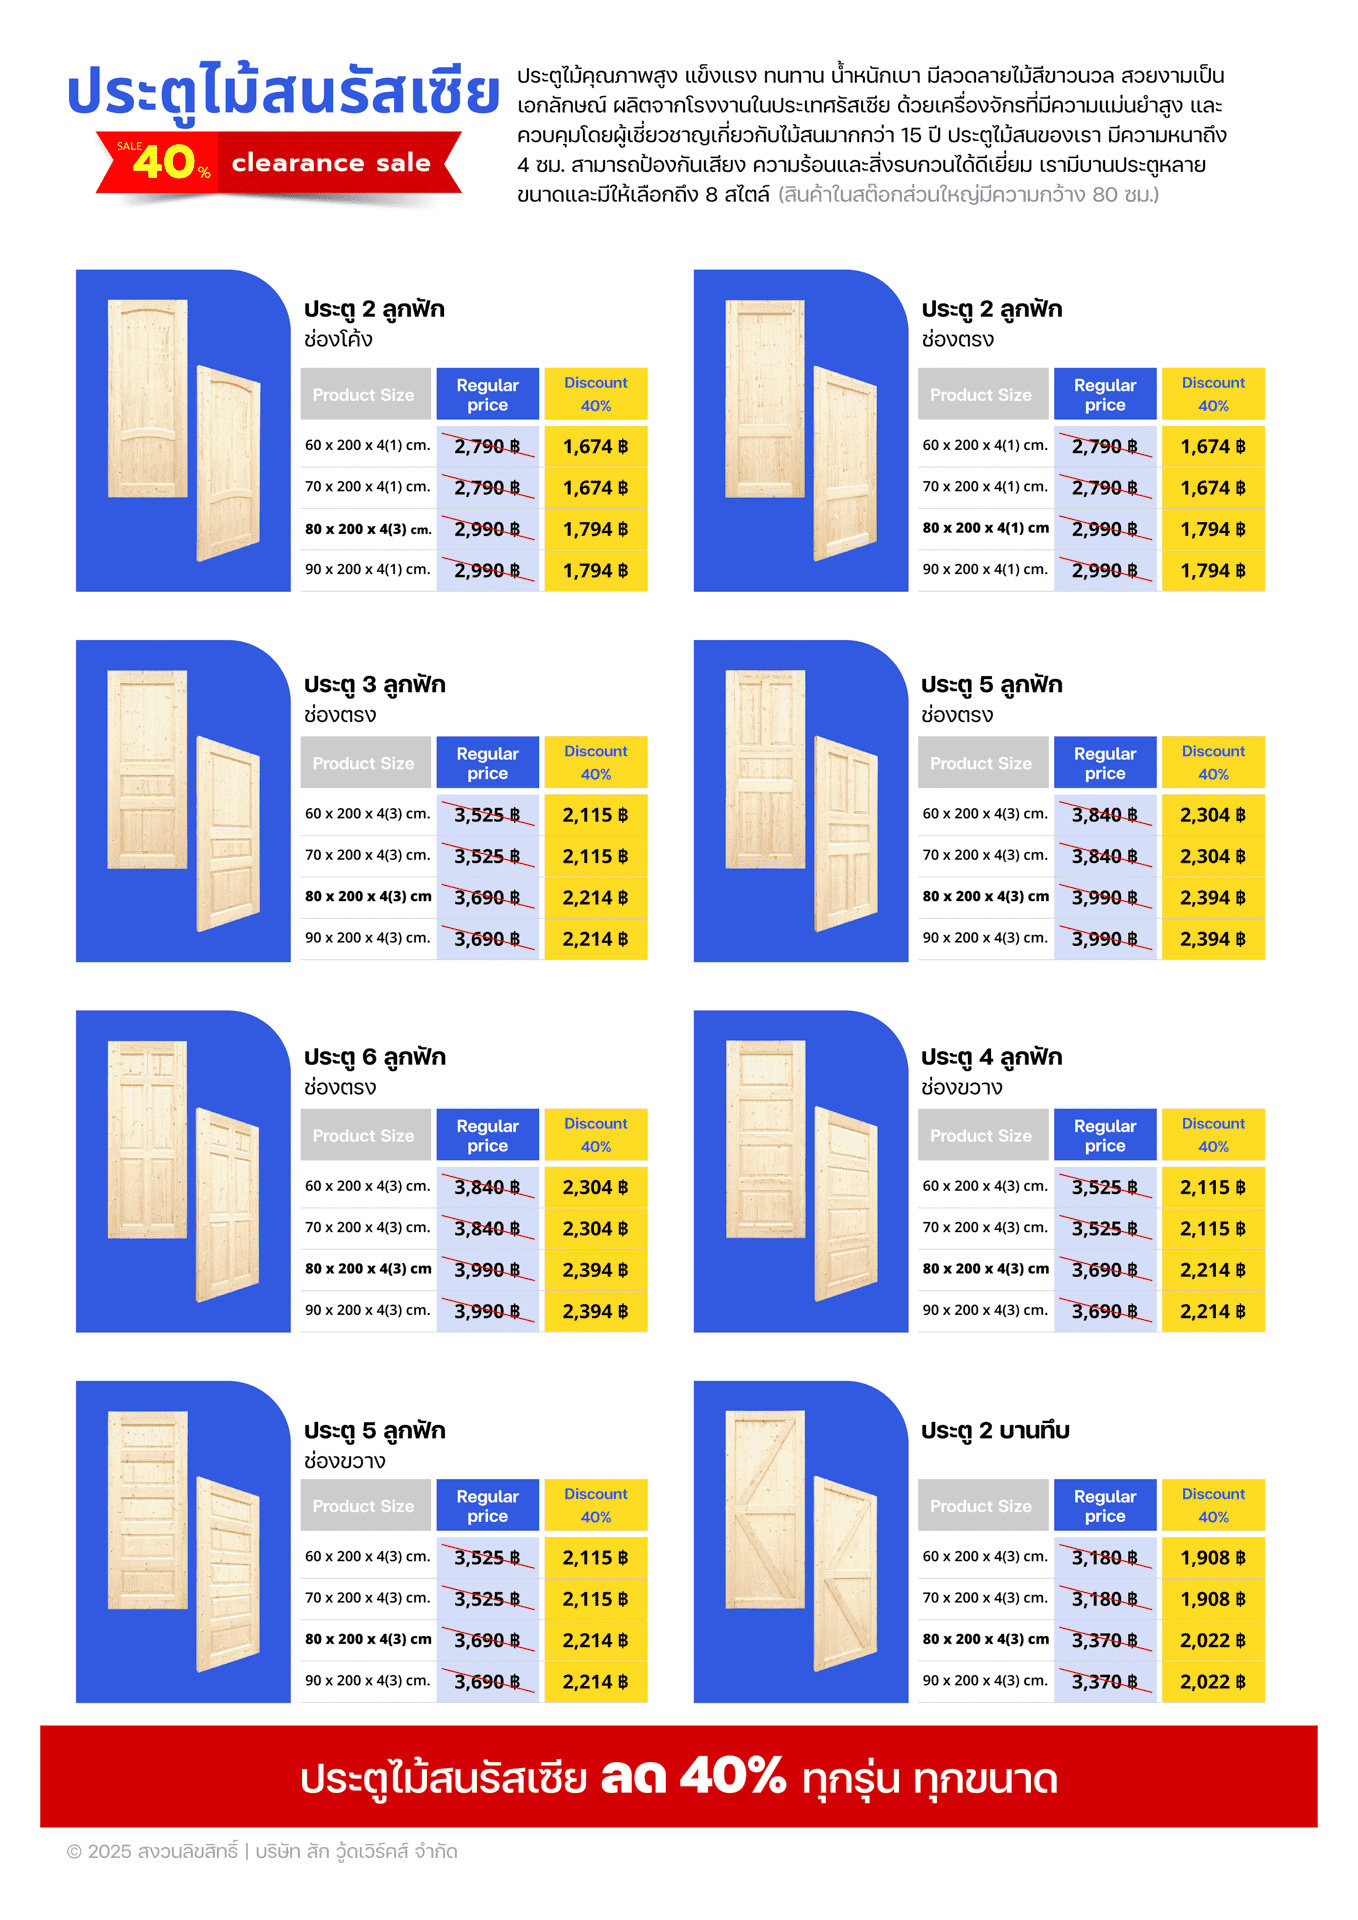 ประตูไม้สนรัสเซีย
SALE 40 %
clearance sale
ประตูไม้คุณภาพสูง แข็งแรง ทนทาน น้ำหนักเบา มีลวดลายไม้สีขาวนวล สวยงามเป็น
เอกลักษณ์ ผลิตจากโรงงานในประเทศรัสเซีย ด้วยเครื่องจักรที่มีความแม่นยำสูง และ
ควบคุมโดยผู้เชี่ยวชาญเกี่ยวกับไม้สนมากกว่า 15 ปี ประตูไม้สนของเรา มีความหนาถึง
4 ซม. สามารถป้องกันเสียง ความร้อนและสิ่งรบกวนได้ดีเยี่ยม เรามีบานประตูหลาย
ขนาดและมีให้เลือกถึง 8 สไตล์ (สินค้าในสต๊อกส่วนใหญ่มีความกว้าง 80 ซม.)
ประตู 2 ลูกฟัก
ช่องโค้ง
Product Size Regular price Discount 40%
60 x 200 x 4(1) cm. 2,790 ฿ 1,674 ฿
70 x 200 x 4(1) cm. 2,790 ฿ 1,674 ฿
80 x 200 x 4(3) cm. 2,990 ฿ 1,794 ฿
90 x 200 x 4(1) cm. 2,990 ฿ 1,794 ฿
ประตู 2 ลูกฟัก
ช่องตรง
Product Size Regular price Discount 40%
60 x 200 x 4(1) cm. 2,790 ฿ 1,674 ฿
70 x 200 x 4(1) cm. 2,790 ฿ 1,674 ฿
80 x 200 x 4(1) cm 2,990 ฿ 1,794 ฿
90 x 200 x 4(1) cm. 2,990 ฿ 1,794 ฿
ประตู 3 ลูกฟัก
ช่องตรง
Product Size Regular price Discount 40%
60 x 200 x 4(3) cm. 3,525 ฿ 2,115 ฿
70 x 200 x 4(3) cm. 3,525 ฿ 2,115 ฿
80 x 200 x 4(3) cm 3,690 ฿ 2,214 ฿
90 x 200 x 4(3) cm. 3,690 ฿ 2,214 ฿
ประตู 5 ลูกฟัก
ช่องตรง
Product Size Regular price Discount 40%
60 x 200 x 4(3) cm. 3,840 ฿ 2,304 ฿
70 x 200 x 4(3) cm. 3,840 ฿ 2,304 ฿
80 x 200 x 4(3) cm 3,990 ฿ 2,394 ฿
90 x 200 x 4(3) cm. 3,990 ฿ 2,394 ฿
ประตู 6 ลูกฟัก
ช่องตรง
Product Size Regular price Discount 40%
60 x 200 x 4(3) cm. 3,840 ฿ 2,304 ฿
70 x 200 x 4(3) cm. 3,840 ฿ 2,304 ฿
80 x 200 x 4(3) cm 3,990 ฿ 2,394 ฿
90 x 200 x 4(3) cm. 3,990 ฿ 2,394 ฿
ประตู 4 ลูกฟัก
ช่องขวาง
Product Size Regular price Discount 40%
60 x 200 x 4(3) cm. 3,525 ฿ 2,115 ฿
70 x 200 x 4(3) cm. 3,525 ฿ 2,115 ฿
80 x 200 x 4(3) cm 3,690 ฿ 2,214 ฿
90 x 200 x 4(3) cm. 3,690 ฿ 2,214 ฿
ประตู 5 ลูกฟัก
ช่องขวาง
Product Size Regular price Discount 40%
60 x 200 x 4(3) cm. 3,525 ฿ 2,115 ฿
70 x 200 x 4(3) cm. 3,525 ฿ 2,115 ฿
80 x 200 x 4(3) cm 3,690 ฿ 2,214 ฿
90 x 200 x 4(3) cm. 3,690 ฿ 2,214 ฿
ประตู 2 บานทึบ
Product Size Regular price Discount 40%
60 x 200 x 4(3) cm. 3,180 ฿ 1,908 ฿
70 x 200 x 4(3) cm. 3,180 ฿ 1,908 ฿
80 x 200 x 4(3) cm 3,370 ฿ 2,022 ฿
90 x 200 x 4(3) cm. 3,370 ฿ 2,022 ฿
ประตูไม้สนรัสเซีย ลด 40% ทุกรุ่น ทุกขนาด
© 2025 สงวนลิขสิทธิ์ | บริษัท สัก วู้ดเวิร์คส์ จำกัด